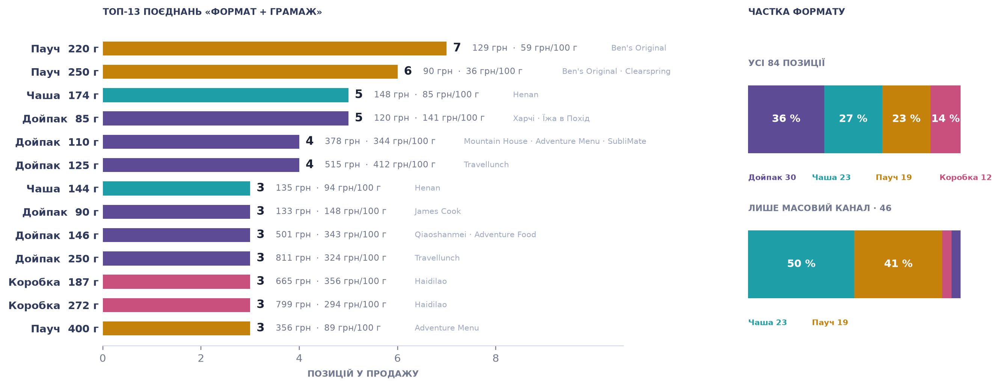 ТОП-13 ПОЄДНАНЬ «ФОРМАТ + ГРАМАЖ»
Пауч 220 г 7 129 грн · 59 грн/100 г Ben's Original
Пауч 250 г 6 90 грн · 36 грн/100 г Ben's Original · Clearspring
Чаша 174 г 5 148 грн · 85 грн/100 г Henan
Дойпак 85 г 5 120 грн · 141 грн/100 г Харчі · Їжа в Похід
Дойпак 110 г 4 378 грн · 344 грн/100 г Mountain House · Adventure Menu · SubliMate
Дойпак 125 г 4 515 грн · 412 грн/100 г Travellunch
Чаша 144 г 3 135 грн · 94 грн/100 г Henan
Дойпак 90 г 3 133 грн · 148 грн/100 г James Cook
Дойпак 146 г 3 501 грн · 343 грн/100 г Qiaoshanmei · Adventure Food
Дойпак 250 г 3 811 грн · 324 грн/100 г Travellunch
Коробка 187 г 3 665 грн · 356 грн/100 г Haidilao
Коробка 272 г 3 799 грн · 294 грн/100 г Haidilao
Пауч 400 г 3 356 грн · 89 грн/100 г Adventure Menu
0 2 4 6 8
ПОЗИЦІЙ У ПРОДАЖУ
ЧАСТКА ФОРМАТУ
УСІ 84 ПОЗИЦІЇ
36 % 27 % 23 % 14 %
Дойпак 30 Чаша 23 Пауч 19 Коробка 12
ЛИШЕ МАСОВИЙ КАНАЛ · 46
50 % 41 %
Чаша 23 Пауч 19